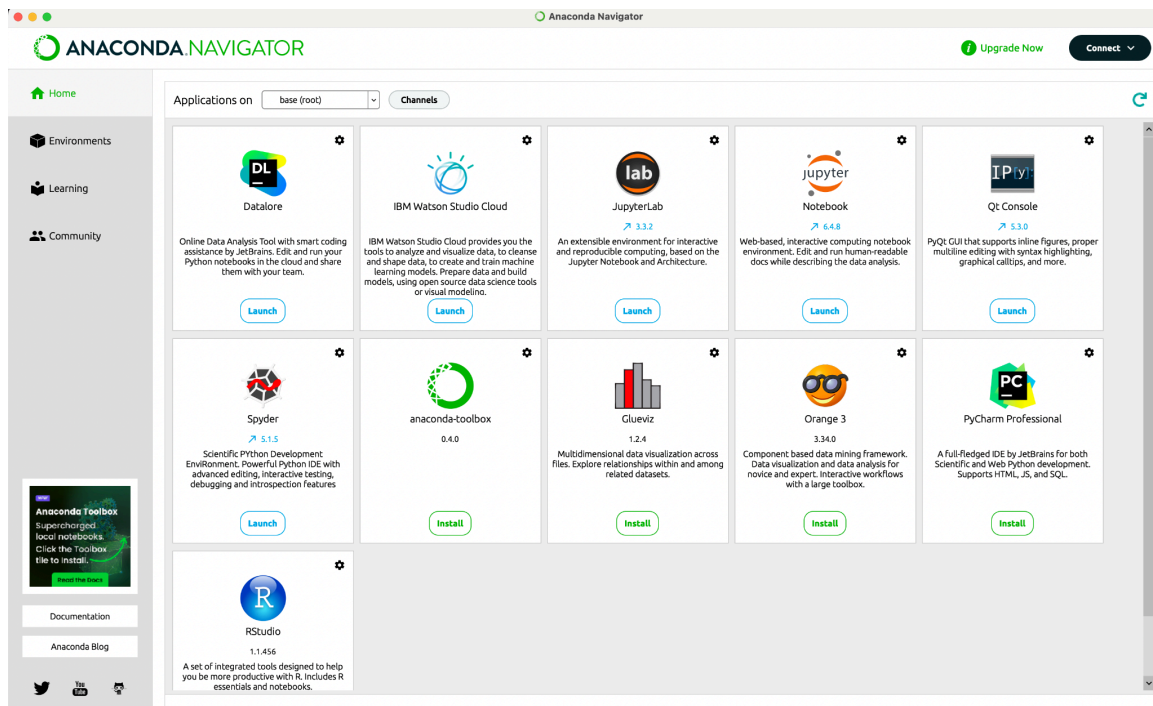 Anaconda Navigator
ANACONDA.NAVIGATOR
i Upgrade Now
Connect
Home
Environments
Learning
Community
Applications on
base (root)
Channels
DL
Datalore
Online Data Analysis Tool with smart coding
assistance by JetBrains. Edit and run your
Python notebooks in the cloud and share
them with your team.
Launch
IBM Watson Studio Cloud
IBM Watson Studio Cloud provides you the
tools to analyze and visualize data, to cleanse
and shape data, to create and train machine
learning models. Prepare data and build
models, using open source data science tools
or visual modeling.
Launch
lab
JupyterLab
3.3.2
An extensible environment for interactive
and reproducible computing, based on the
Jupyter Notebook and Architecture.
Launch
jupyter
Notebook
6.4.8
Web-based, interactive computing notebook
environment. Edit and run human-readable
docs while describing the data analysis.
Launch
IP[y]:
Qt Console
5.3.0
PyQt GUI that supports inline figures, proper
multiline editing with syntax highlighting,
graphical calltips, and more.
Launch
Spyder
5.1.5
Scientific PYthon Development
EnviRonment. Powerful Python IDE with
advanced editing, interactive testing,
debugging and introspection features
Launch
anaconda-toolbox
0.4.0
Install
Glueviz
1.2.4
Multidimensional data visualization across
files. Explore relationships within and among
related datasets.
Install
Orange 3
3.34.0
Component based data mining framework.
Data visualization and data analysis for
novice and expert. Interactive workflows
with a large toolbox.
Install
PC
PyCharm Professional
A full-fledged IDE by JetBrains for both
Scientific and Web Python development.
Supports HTML, JS, and SQL.
Install
R
RStudio
1.1.456
A set of integrated tools designed to help
you be more productive with R. Includes R
essentials and notebooks.
NEW
Anaconda Toolbox
Supercharged
local notebooks.
Click the Toolbox
tile to install.
Read the Docs
Documentation
Anaconda Blog
You
Tube